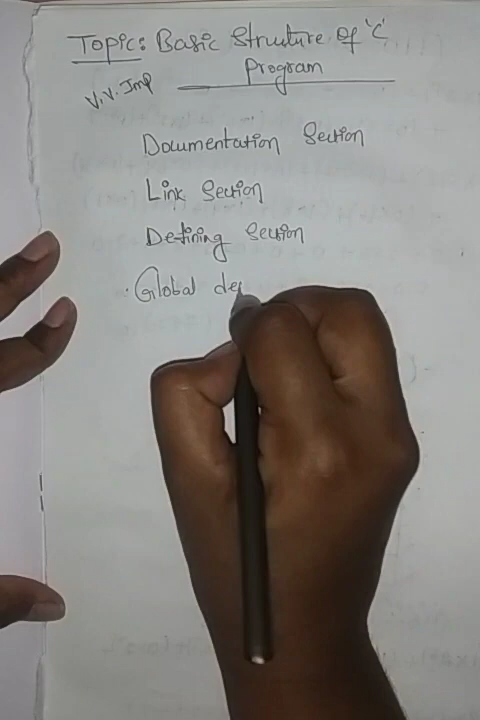 Topic: Basic Structure of 'C'
Program
V.V.Imp
Documentation Section
Link Section
Defining Section
Global de